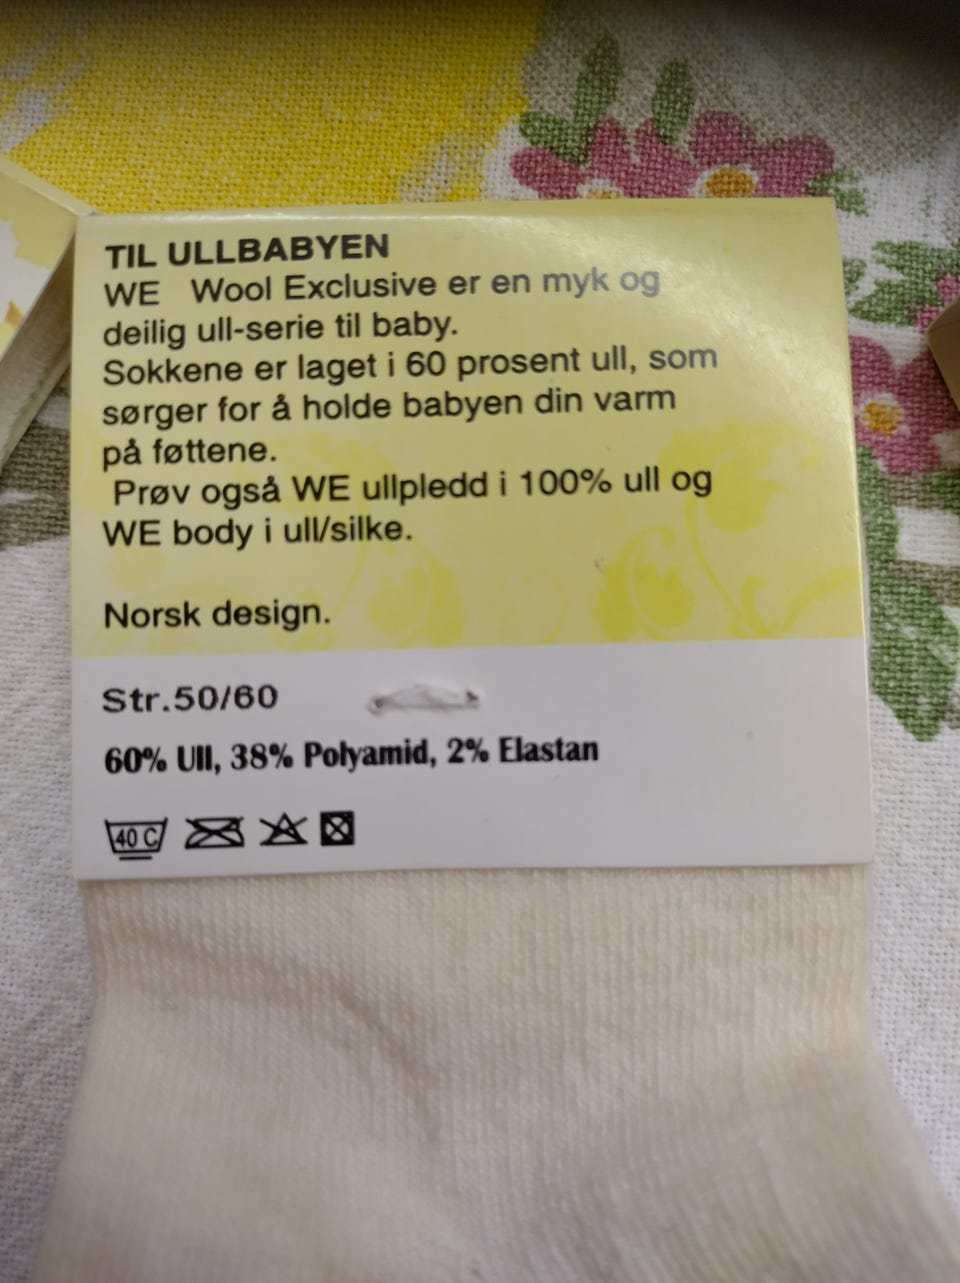 TIL ULLBABYEN
WE Wool Exclusive er en myk og
deilig ull-serie til baby.
Sokkene er laget i 60 prosent ull, som
sørger for å holde babyen din varm
på føttene.
Prøv også WE ullpledd i 100% ull og
WE body i ull/silke.
Norsk design.
Str.50/60
60% Ull, 38% Polyamid, 2% Elastan
40 C